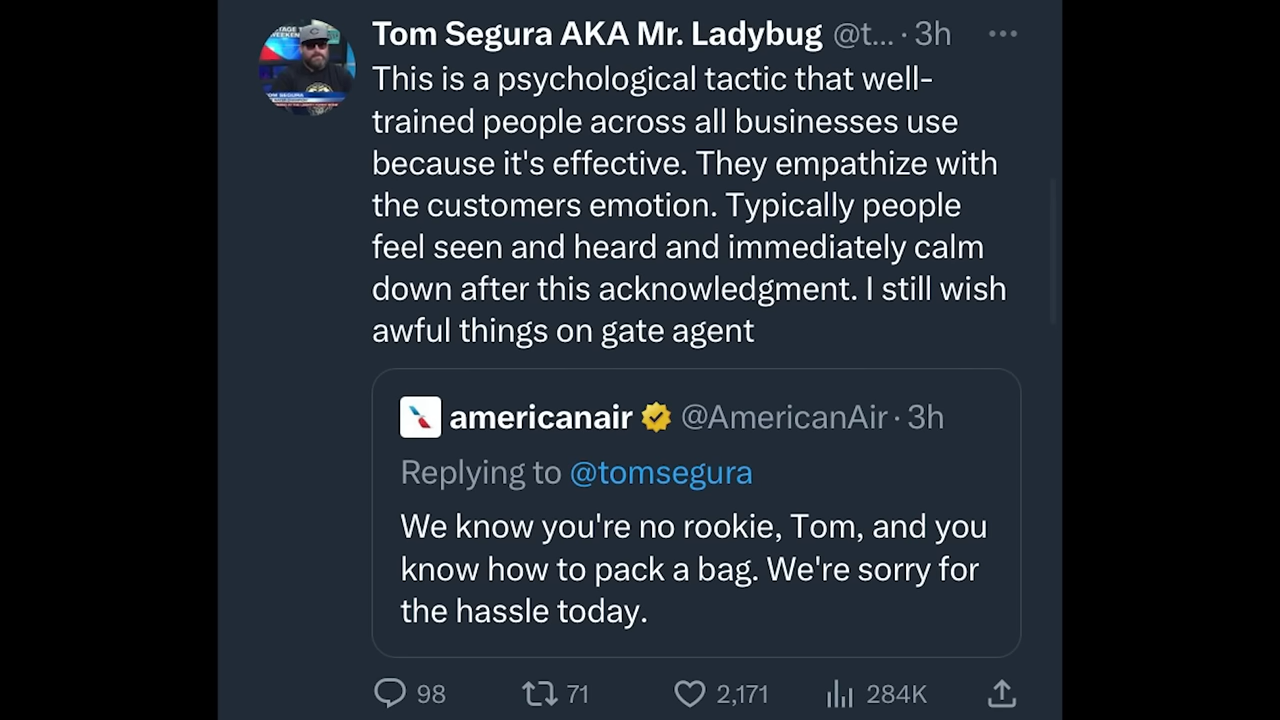 Tom Segura AKA Mr. Ladybug @t... · 3h
This is a psychological tactic that well-
trained people across all businesses use
because it's effective. They empathize with
the customers emotion. Typically people
feel seen and heard and immediately calm
down after this acknowledgment. I still wish
awful things on gate agent
americanair @AmericanAir · 3h
Replying to @tomsegura
We know you're no rookie, Tom, and you
know how to pack a bag. We're sorry for
the hassle today.
98 71 2,171 284K